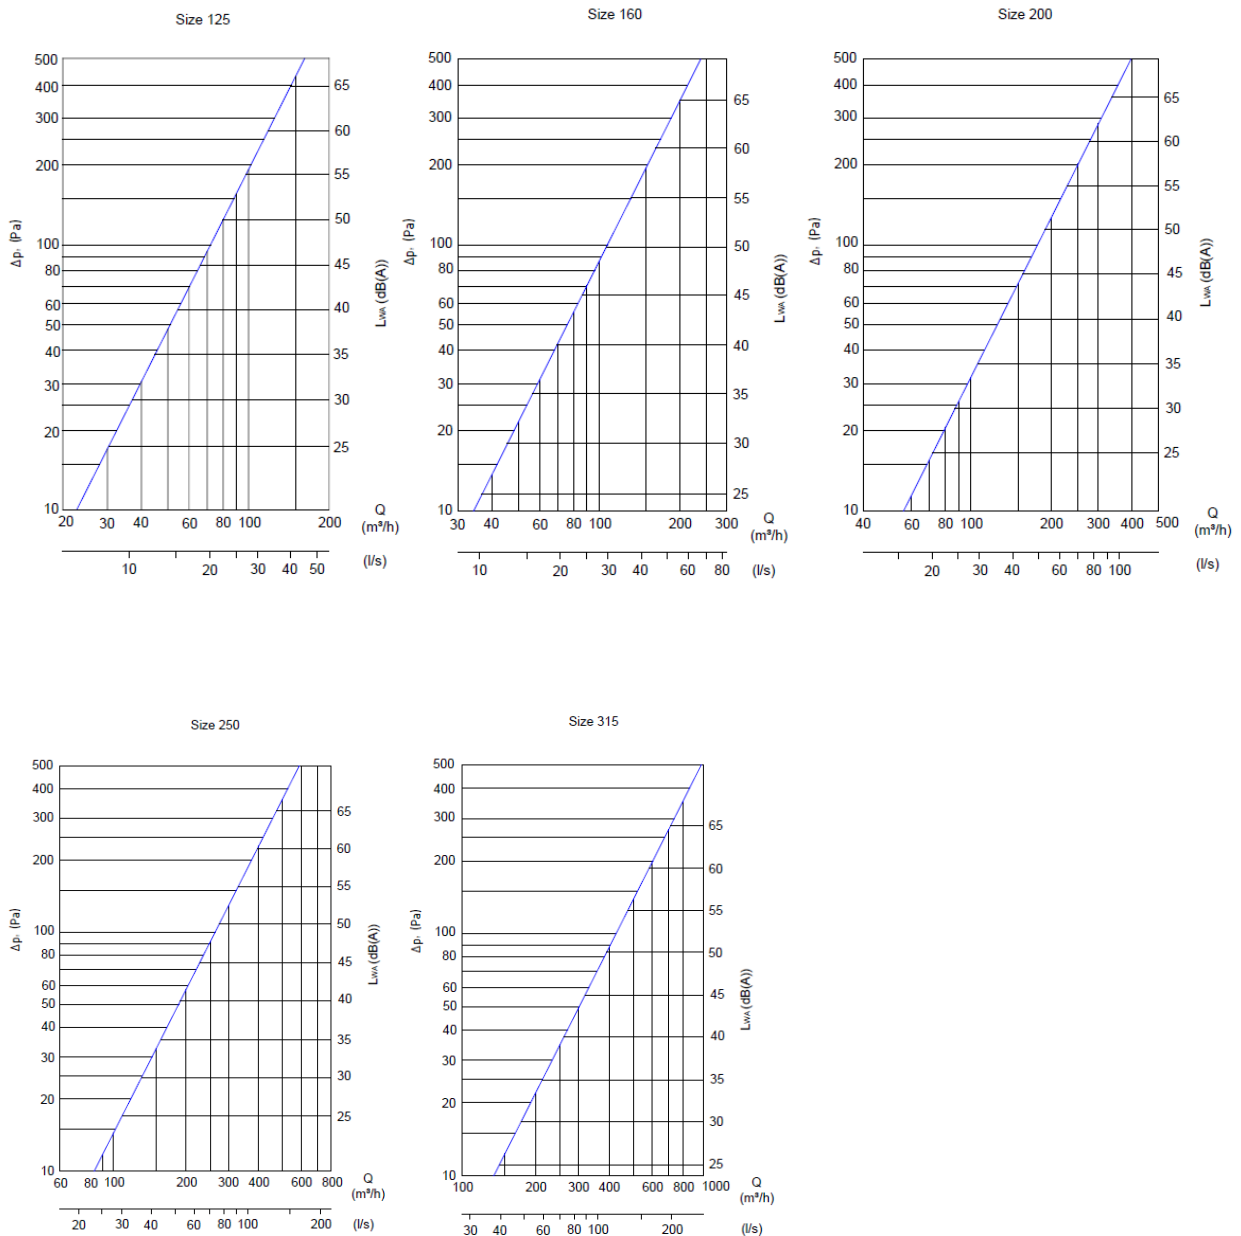 Size 125
500
400
300
200
100
80
60
50
40
30
20
10
Δpₜ (Pa)
65
60
55
50
45
40
35
30
25
LWA (dB(A))
20 30 40 60 80 100 200
Q
(m³/h)
10 20 30 40 50
(l/s)
Size 160
500
400
300
200
100
80
60
50
40
30
20
10
Δpₜ (Pa)
65
60
55
50
45
40
35
30
25
LWA (dB(A))
30 40 60 80 100 200 300
Q
(m³/h)
10 20 30 40 60 80
(l/s)
Size 200
500
400
300
200
100
80
60
50
40
30
20
10
Δpₜ (Pa)
65
60
55
50
45
40
35
30
25
LWA (dB(A))
40 60 80 100 200 300 400 500
Q
(m³/h)
20 30 40 60 80 100
(l/s)
Size 250
500
400
300
200
100
80
60
50
40
30
20
10
Δpₜ (Pa)
65
60
55
50
45
40
35
30
25
LWA (dB(A))
60 80 100 200 300 400 600 800
Q
(m³/h)
20 30 40 60 80 100 200
(l/s)
Size 315
500
400
300
200
100
80
60
50
40
30
20
10
Δpₜ (Pa)
65
60
55
50
45
40
35
30
25
LWA (dB(A))
100 200 300 400 600 800 1000
Q
(m³/h)
30 40 60 80 100 200
(l/s)